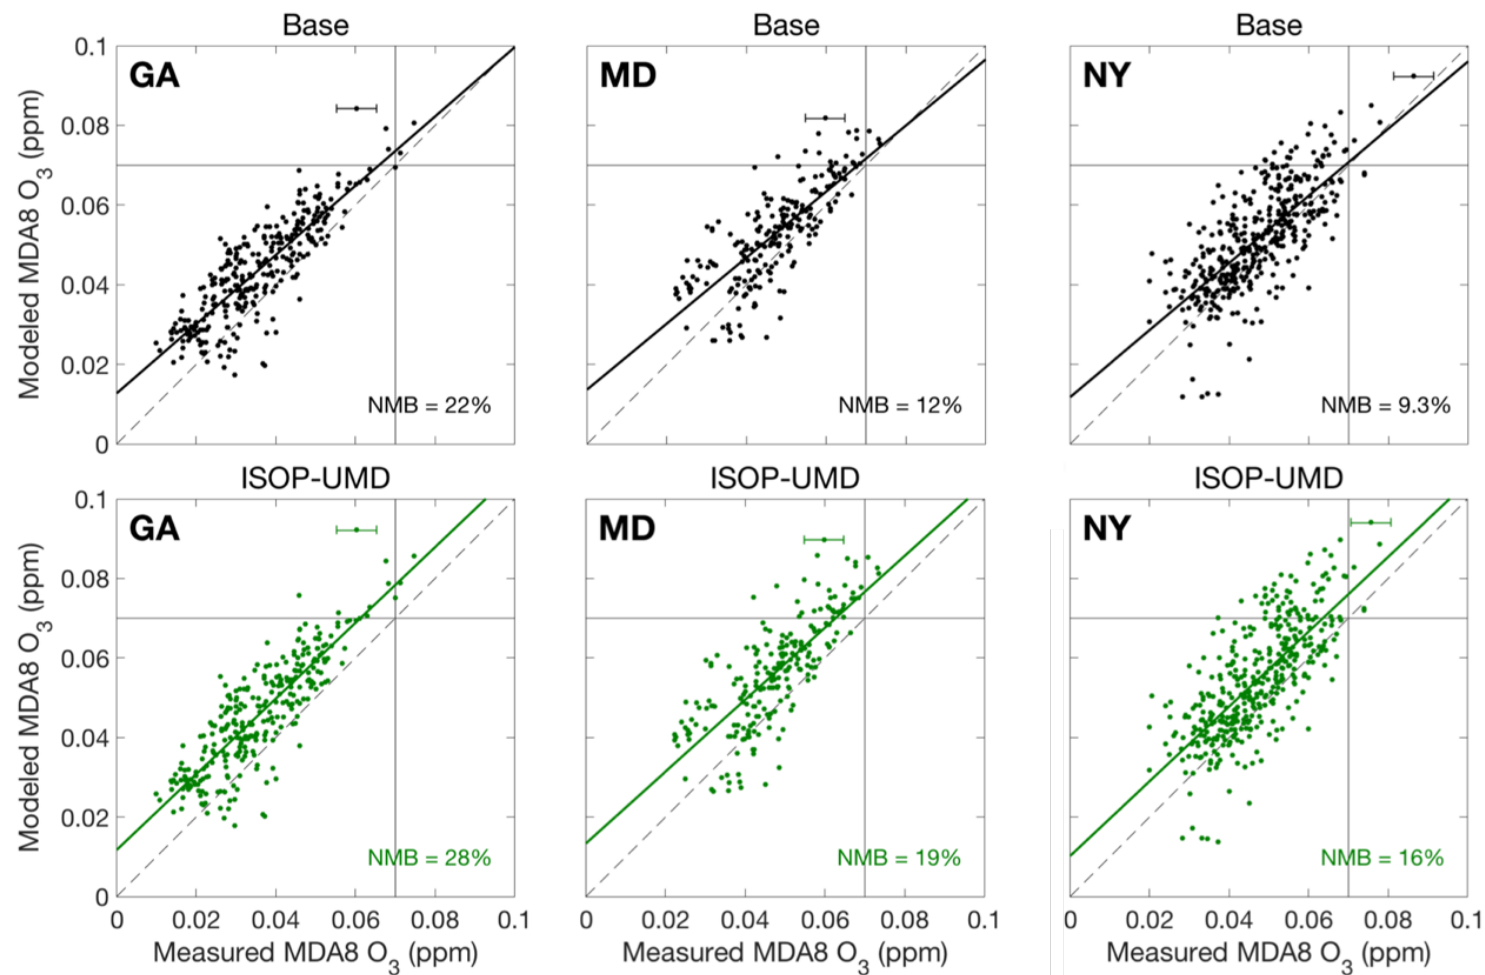 Base
Base
Base
GA
MD
NY
0.1
0.08
0.06
0.04
0.02
0
Modeled MDA8 O3 (ppm)
NMB = 22%
NMB = 12%
NMB = 9.3%
ISOP-UMD
ISOP-UMD
ISOP-UMD
GA
MD
NY
0.1
0.08
0.06
0.04
0.02
0
Modeled MDA8 O3 (ppm)
NMB = 28%
NMB = 19%
NMB = 16%
0 0.02 0.04 0.06 0.08 0.1
0 0.02 0.04 0.06 0.08 0.1
0 0.02 0.04 0.06 0.08 0.1
Measured MDA8 O3 (ppm)
Measured MDA8 O3 (ppm)
Measured MDA8 O3 (ppm)